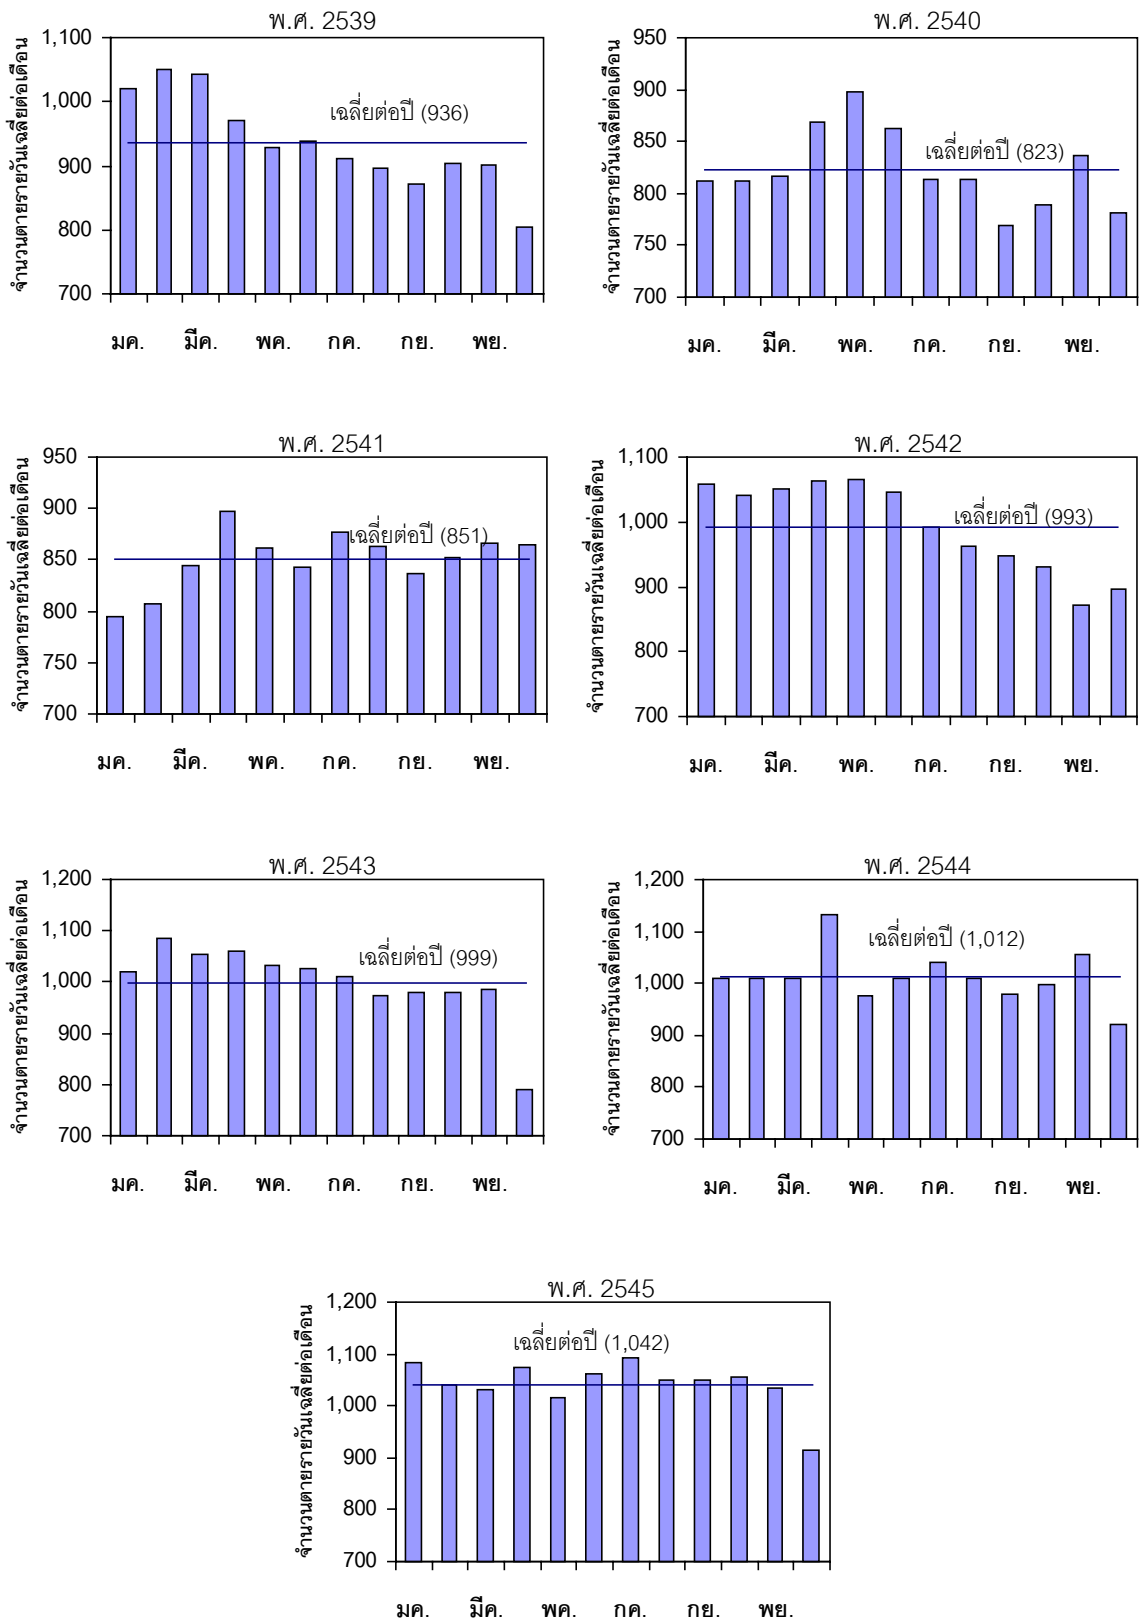 พ.ศ. 2539
จำนวนตายรายวันเฉลี่ยต่อเดือน
1,100
1,000
900
800
700
เฉลี่ยต่อปี (936)
มค. มีค. พค. กค. กย. พย.
พ.ศ. 2540
จำนวนตายรายวันเฉลี่ยต่อเดือน
950
900
850
800
750
700
เฉลี่ยต่อปี (823)
มค. มีค. พค. กค. กย. พย.
พ.ศ. 2541
จำนวนตายรายวันเฉลี่ยต่อเดือน
950
900
850
800
750
700
เฉลี่ยต่อปี (851)
มค. มีค. พค. กค. กย. พย.
พ.ศ. 2542
จำนวนตายรายวันเฉลี่ยต่อเดือน
1,100
1,000
900
800
700
เฉลี่ยต่อปี (993)
มค. มีค. พค. กค. กย. พย.
พ.ศ. 2543
จำนวนตายรายวันเฉลี่ยต่อเดือน
1,200
1,100
1,000
900
800
700
เฉลี่ยต่อปี (999)
มค. มีค. พค. กค. กย. พย.
พ.ศ. 2544
จำนวนตายรายวันเฉลี่ยต่อเดือน
1,200
1,100
1,000
900
800
700
เฉลี่ยต่อปี (1,012)
มค. มีค. พค. กค. กย. พย.
พ.ศ. 2545
จำนวนตายรายวันเฉลี่ยต่อเดือน
1,200
1,100
1,000
900
800
700
เฉลี่ยต่อปี (1,042)
มค. มีค. พค. กค. กย. พย.